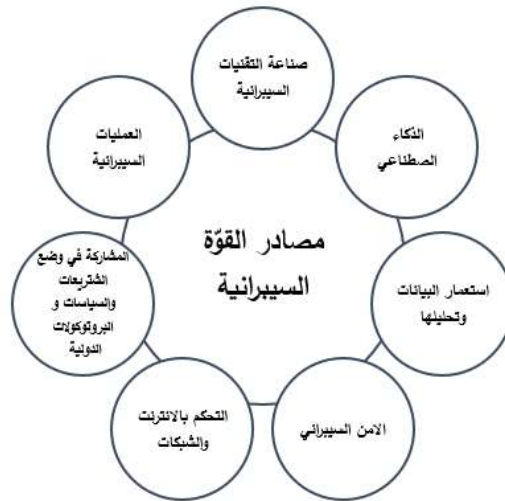 صناعة التقنيات
السيبرانية
الذكاء
الصطناعي
استعمار البيانات
وتحليلها
الامن السيبراني
التحكم بالانترنت
والشبكات
المشاركة في وضع
الشتريعات
والسياسات و
البروتوكولات
الدولية
العمليات
السيبرانية
مصادر القوّة
السيبرانية